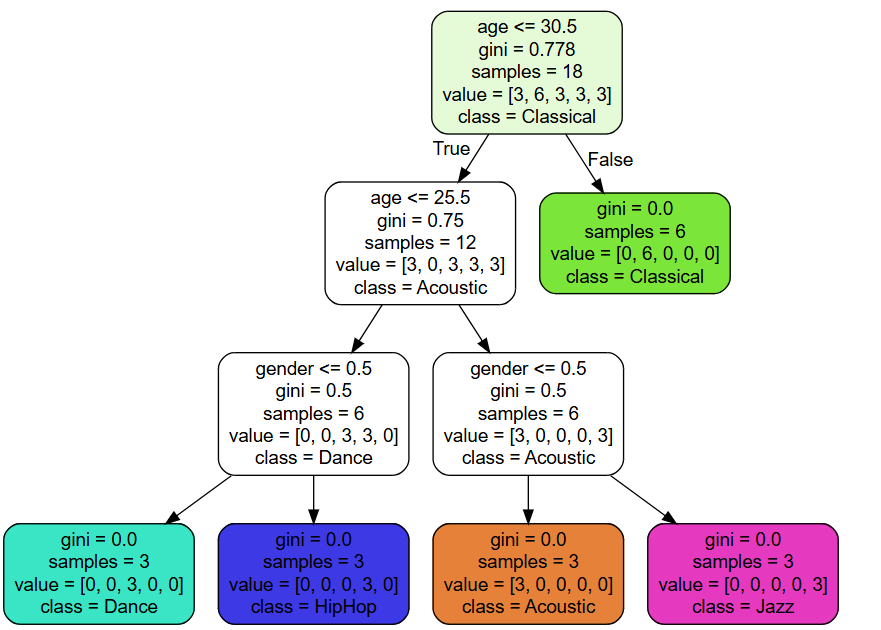 age <= 30.5
gini = 0.778
samples = 18
value = [3, 6, 3, 3, 3]
class = Classical
True
False
age <= 25.5
gini = 0.75
samples = 12
value = [3, 0, 3, 3, 3]
class = Acoustic
gini = 0.0
samples = 6
value = [0, 6, 0, 0, 0]
class = Classical
gender <= 0.5
gini = 0.5
samples = 6
value = [0, 0, 3, 3, 0]
class = Dance
gender <= 0.5
gini = 0.5
samples = 6
value = [3, 0, 0, 0, 3]
class = Acoustic
gini = 0.0
samples = 3
value = [0, 0, 3, 0, 0]
class = Dance
gini = 0.0
samples = 3
value = [0, 0, 0, 3, 0]
class = HipHop
gini = 0.0
samples = 3
value = [3, 0, 0, 0, 0]
class = Acoustic
gini = 0.0
samples = 3
value = [0, 0, 0, 0, 3]
class = Jazz